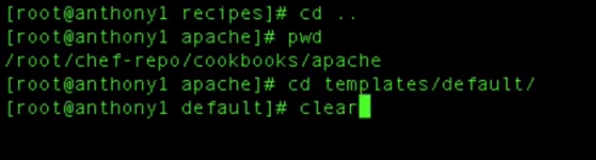 [root@anthony1 recipes]# cd ..
[root@anthony1 apache]# pwd
/root/chef-repo/cookbooks/apache
[root@anthony1 apache]# cd templates/default/
[root@anthony1 default]# clear